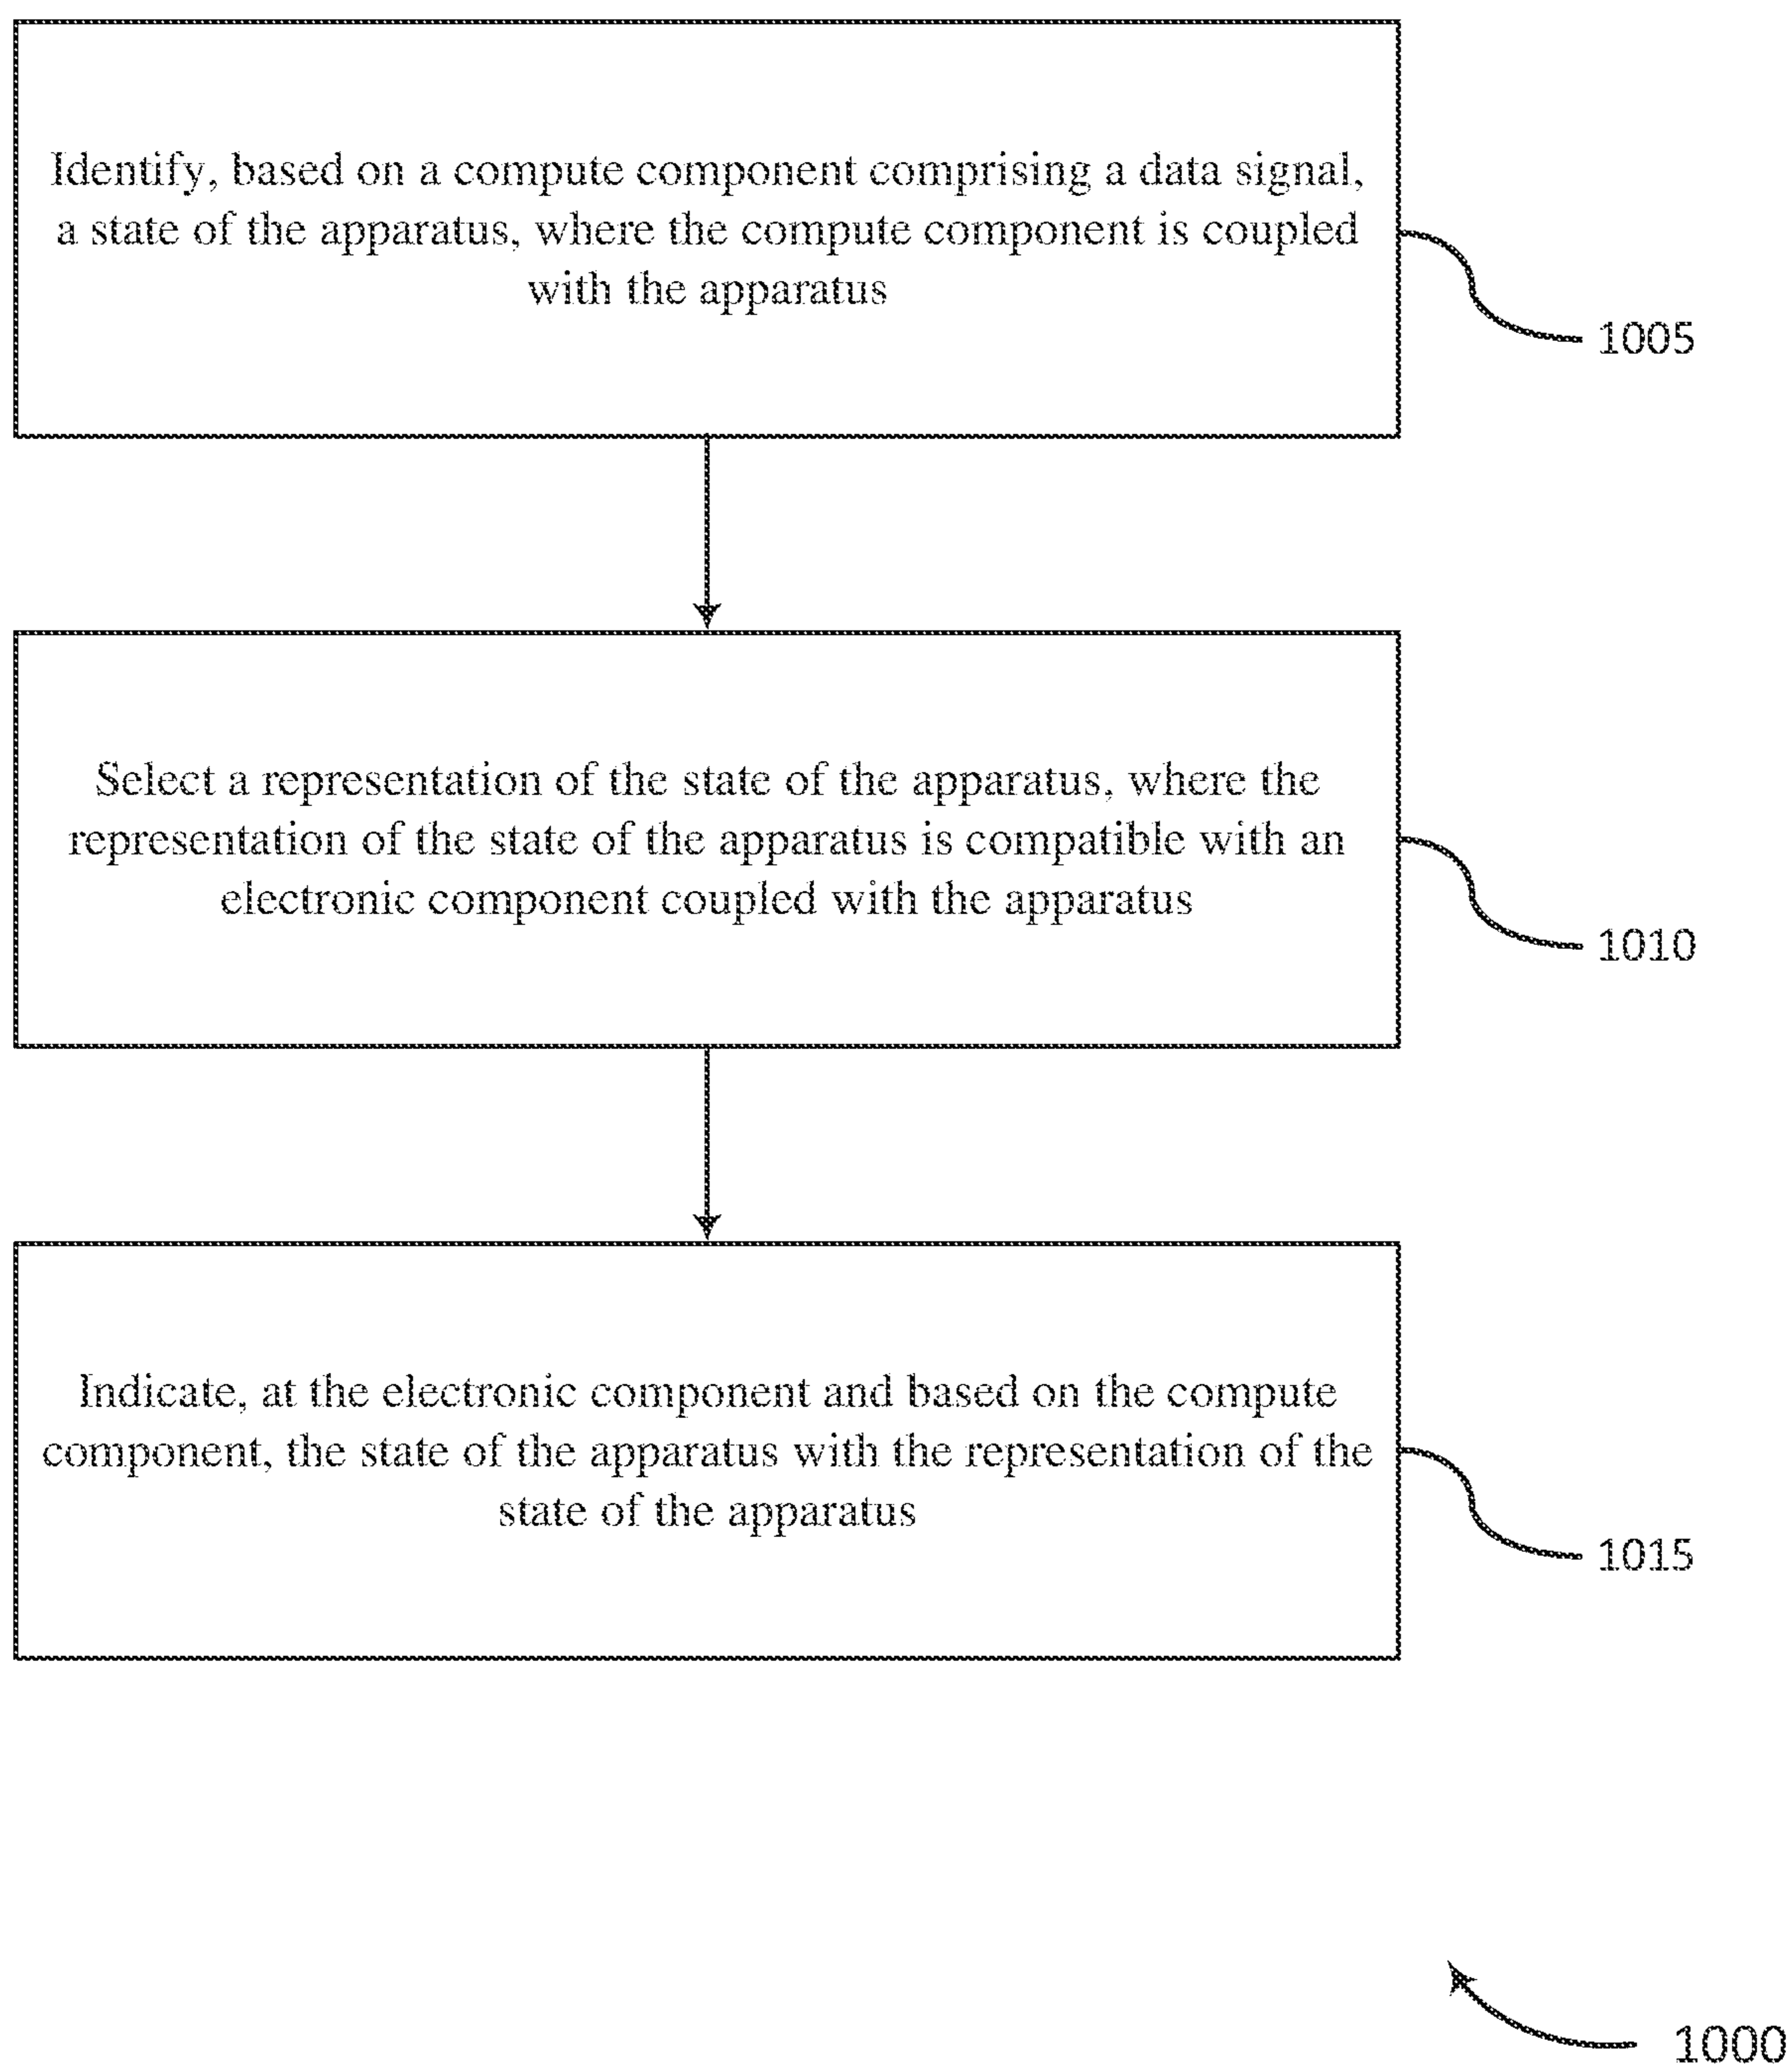 Identify, based on a compute component comprising a data signal,
a state of the apparatus, where the compute component is coupled
with the apparatus
1005
Select a representation of the state of the apparatus, where the
representation of the state of the apparatus is compatible with an
electronic component coupled with the apparatus
1010
Indicate, at the electronic component and based on the compute
component, the state of the apparatus with the representation of the
state of the apparatus
1015
1000